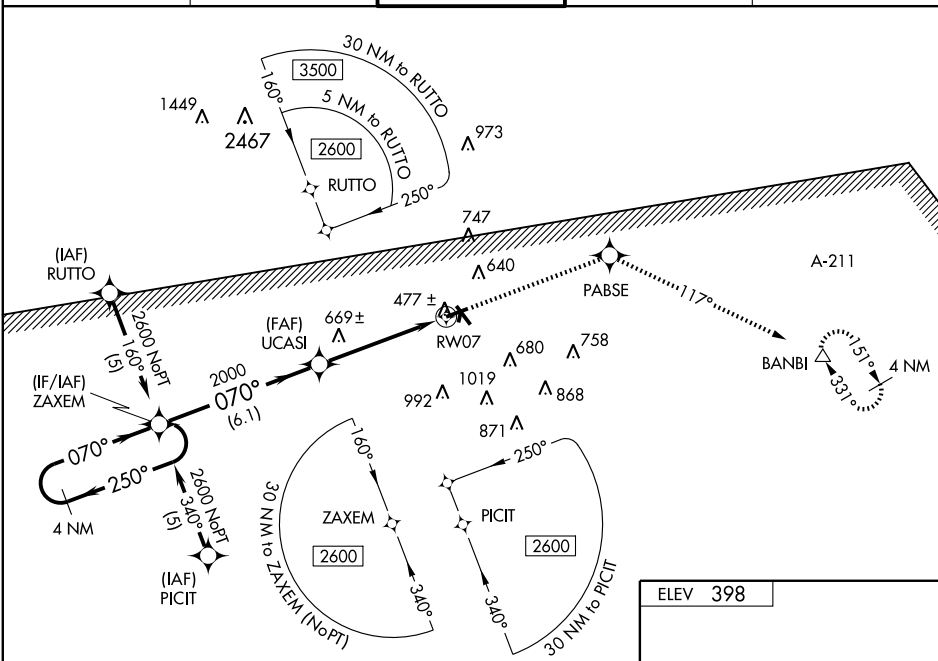 30 NM to RUTTO
3500
160°
5 NM to RUTTO
1449
2467
973
2600
RUTTO
250°
747
(IAF)
RUTTO
640
A-211
PABSE
477 ±
(FAF)
UCASI
669 ±
RW07
117°
2600 NoPT
160°
(5)
680
758
BANBI
151°
331°
4 NM
(IF/IAF)
ZAXEM
2000
070°
(6.1)
992
1019
868
871
070°
250°
4 NM
2600 NoPT
340°
(5)
(IAF)
PICIT
160°
ZAXEM
2600
340°
30 NM to ZAXEM (NoPT)
250°
PICIT
2600
340°
30 NM to PICIT
ELEV 398